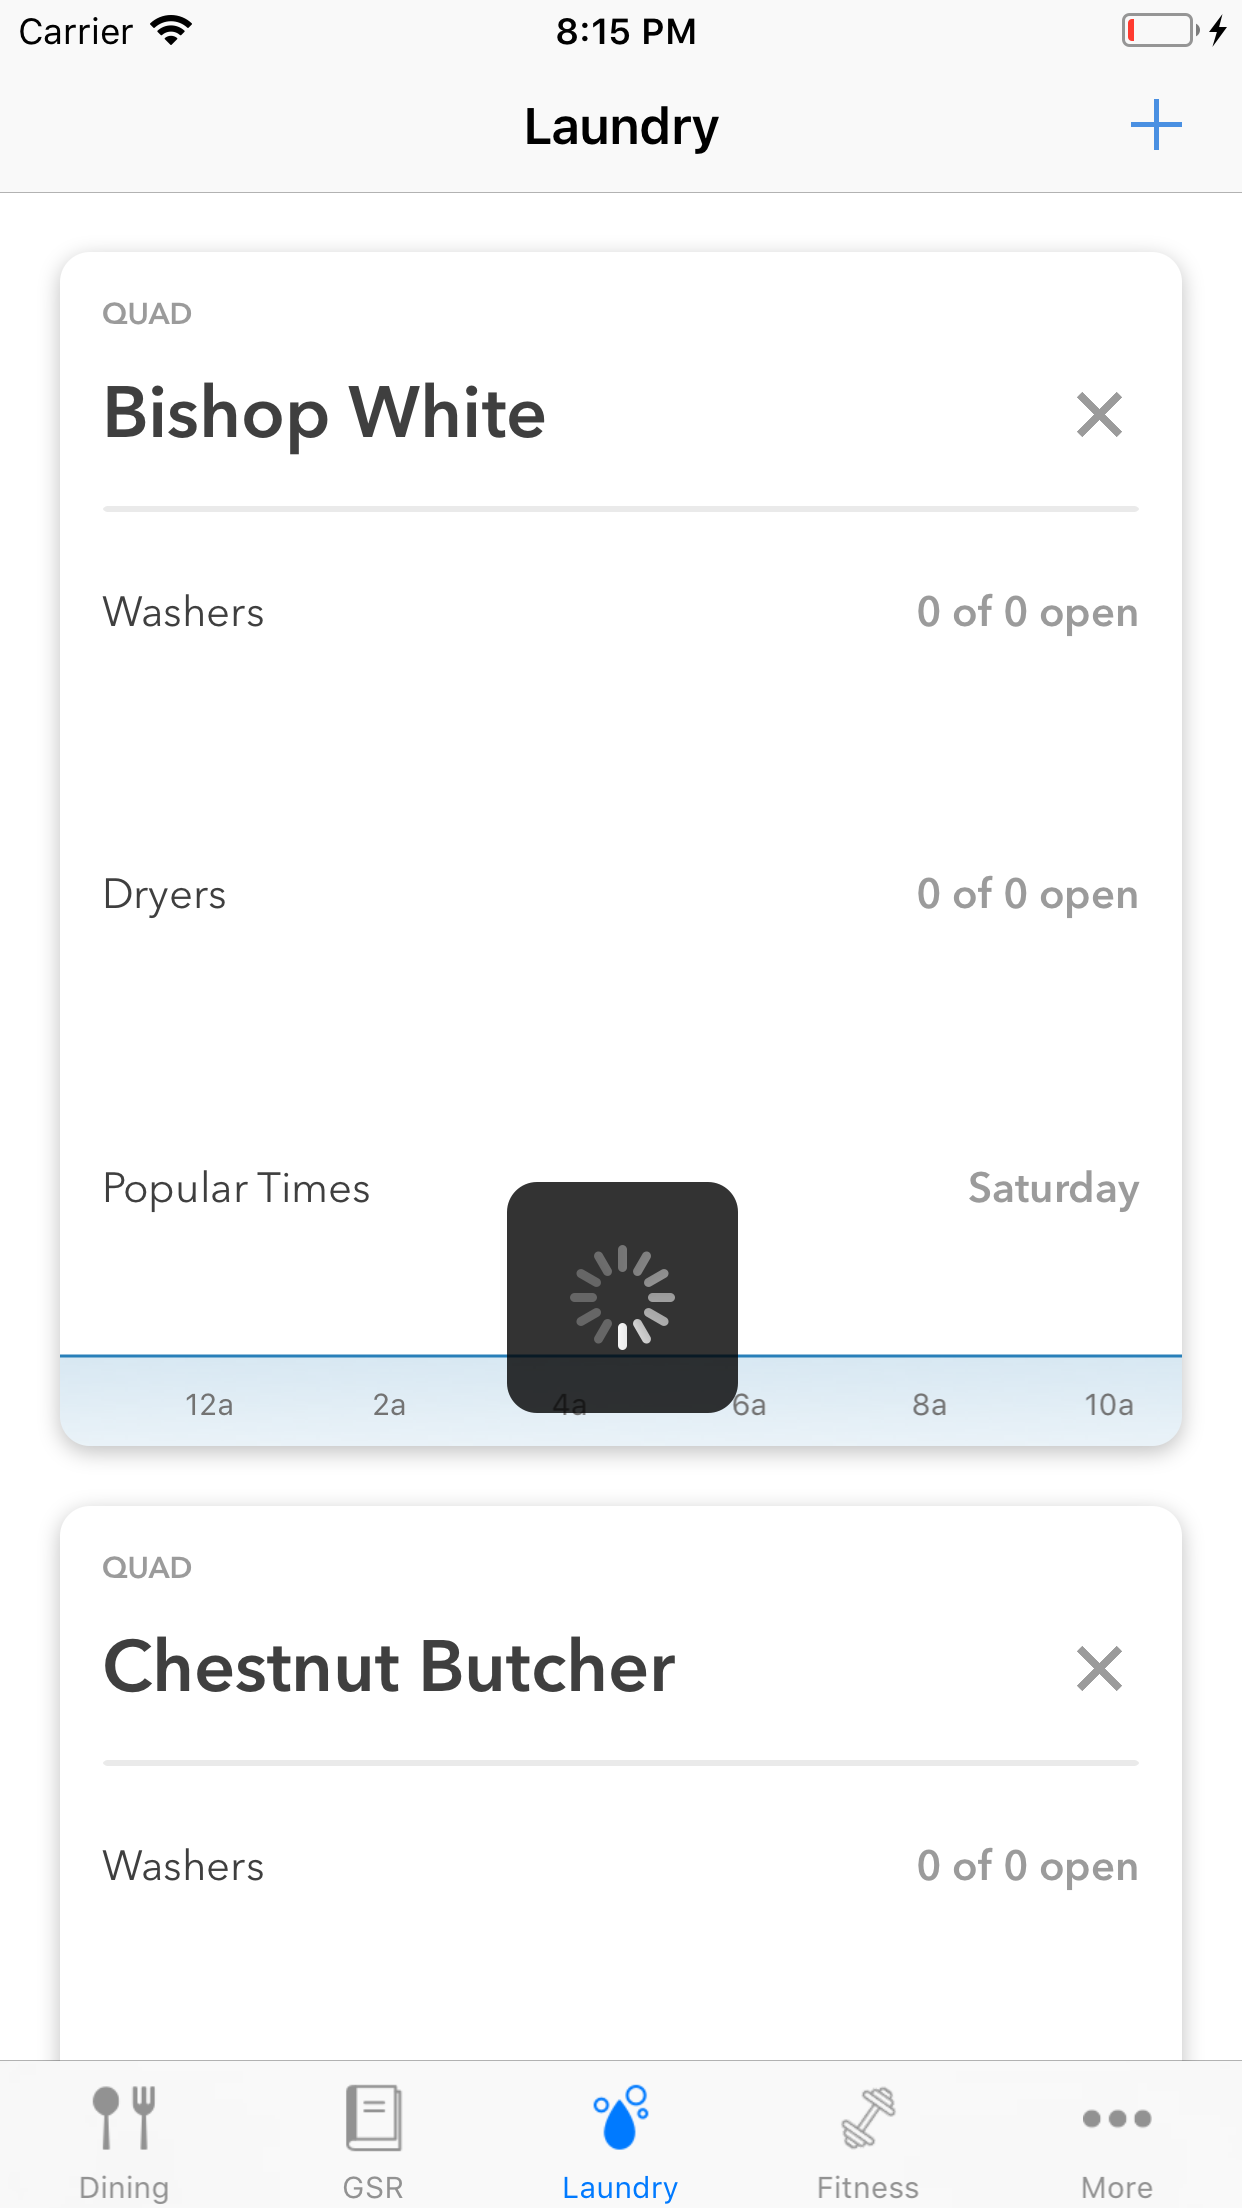 Carrier 8:15 PM
Laundry
QUAD
Bishop White
Washers 0 of 0 open
Dryers 0 of 0 open
Popular Times Saturday
12a 2a 4a 6a 8a 10a
QUAD
Chestnut Butcher
Washers 0 of 0 open
Dining GSR Laundry Fitness More